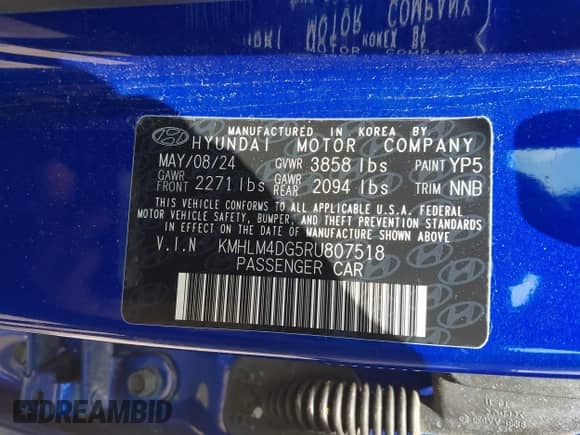 MANUFACTURED IN KOREA BY
HYUNDAI MOTOR COMPANY
MAY/08/24 GVWR 3858 lbs PAINT YP5
GAWR FRONT 2271 lbs GAWR REAR 2094 lbs TRIM NNB
THIS VEHICLE CONFORMS TO ALL APPLICABLE U.S.A. FEDERAL
MOTOR VEHICLE SAFETY, BUMPER, AND THEFT PREVENTION STANDARDS
IN EFFECT ON THE DATE OF MANUFACTURE SHOWN ABOVE.
V.I.N KMHLM4DG5RU807518
PASSENGER CAR
DREAMBID